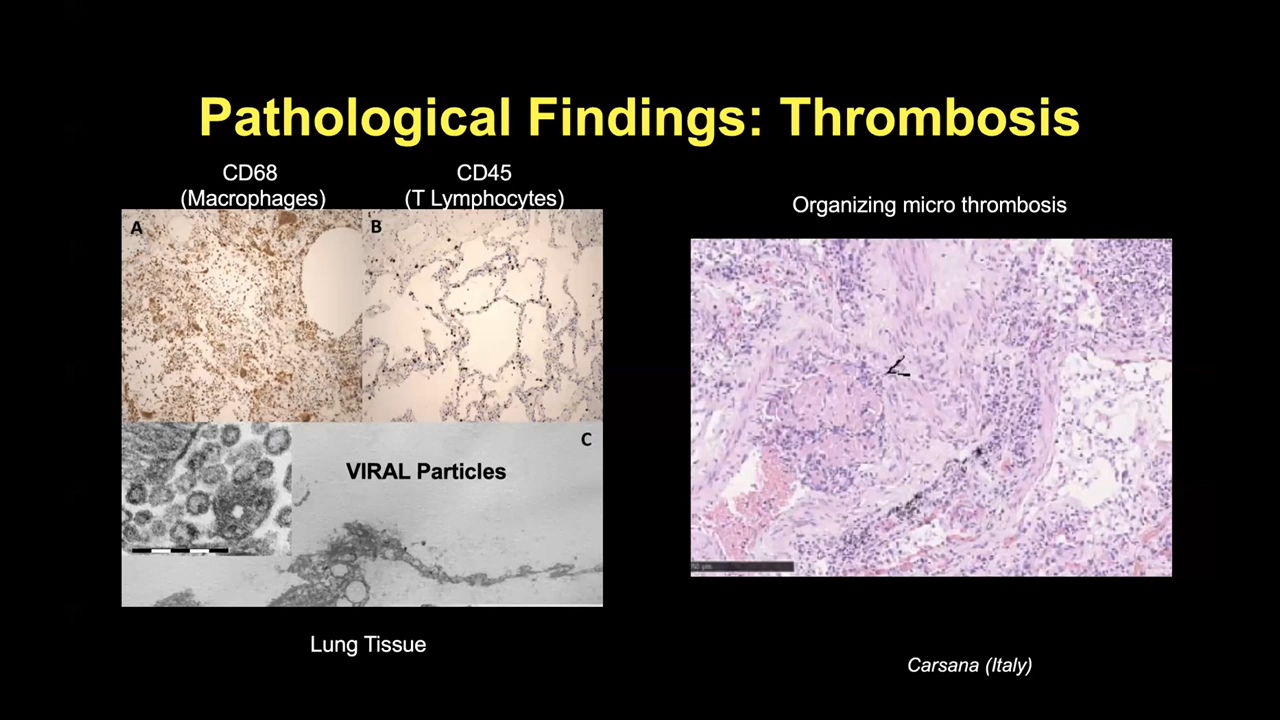 Pathological Findings: Thrombosis
CD68
(Macrophages)
CD45
(T Lymphocytes)
Organizing micro thrombosis
A
B
C
VIRAL Particles
Lung Tissue
Carsana (Italy)